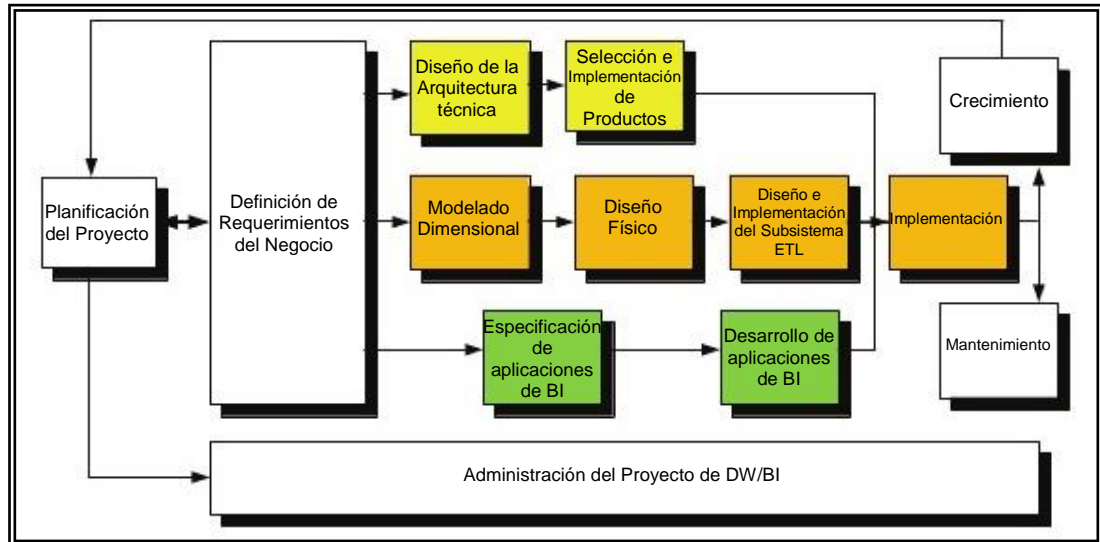 Planificación
del Proyecto
Definición de
Requerimientos
del Negocio
Diseño de la
Arquitectura
técnica
Selección e
Implementación
de
Productos
Modelado
Dimensional
Diseño
Físico
Diseño e
Implementación
del Subsistema
ETL
Implementación
Especificación
de
aplicaciones
de BI
Desarrollo de
aplicaciones
de BI
Crecimiento
Mantenimiento
Administración del Proyecto de DW/BI